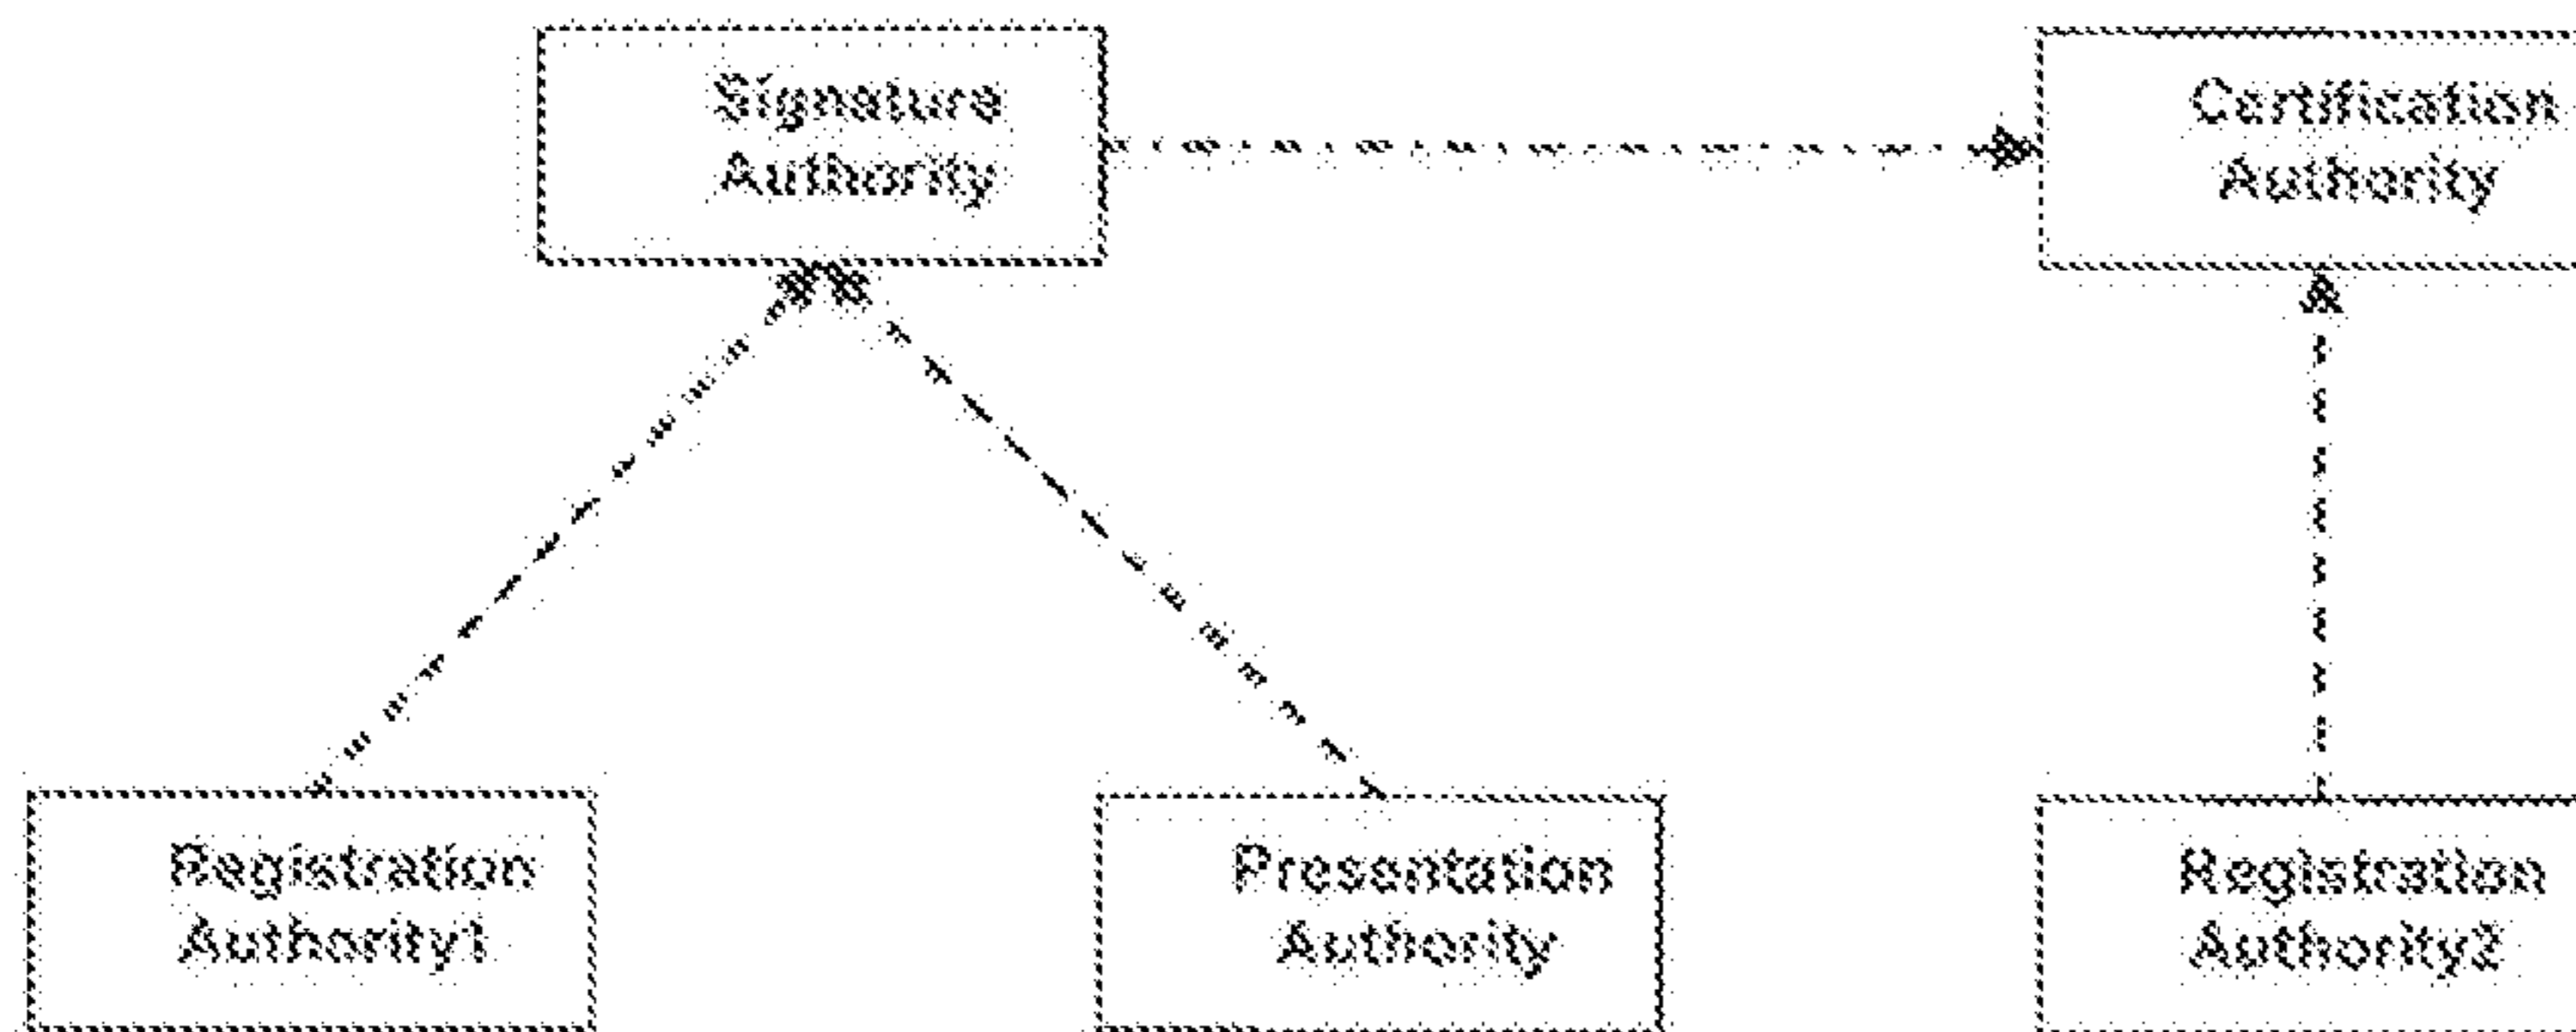 Signature
Authority
Certification
Authority
Registration
Authority1
Presentation
Authority
Registration
Authority2